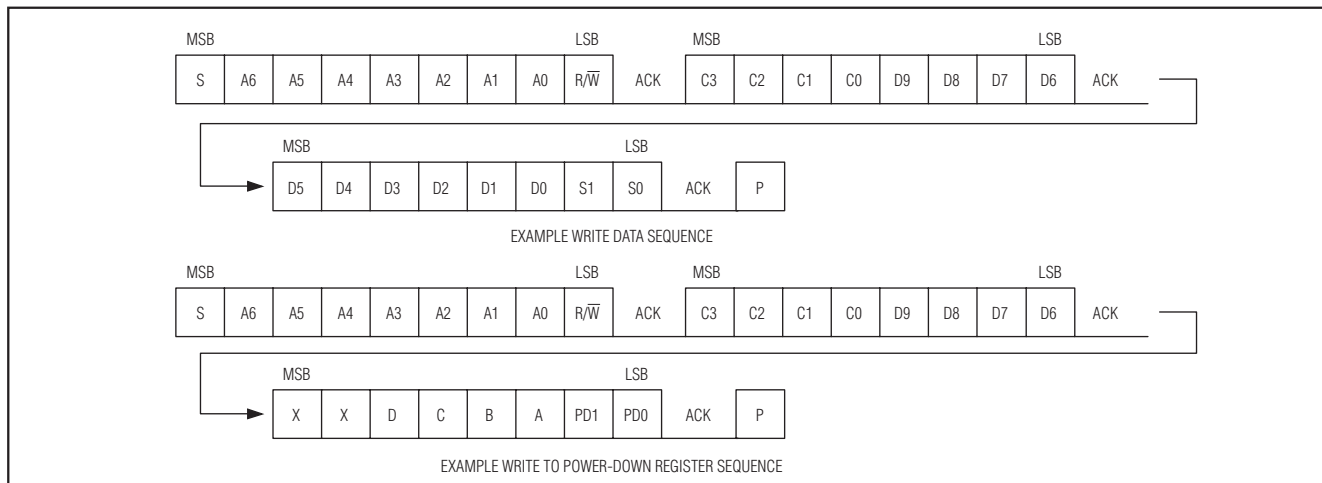 MSB LSB MSB LSB
S A6 A5 A4 A3 A2 A1 A0 R/W̅ ACK C3 C2 C1 C0 D9 D8 D7 D6 ACK
MSB LSB
D5 D4 D3 D2 D1 D0 S1 S0 ACK P
EXAMPLE WRITE DATA SEQUENCE
MSB LSB MSB LSB
S A6 A5 A4 A3 A2 A1 A0 R/W̅ ACK C3 C2 C1 C0 D9 D8 D7 D6 ACK
MSB LSB
X X D C B A PD1 PD0 ACK P
EXAMPLE WRITE TO POWER-DOWN REGISTER SEQUENCE